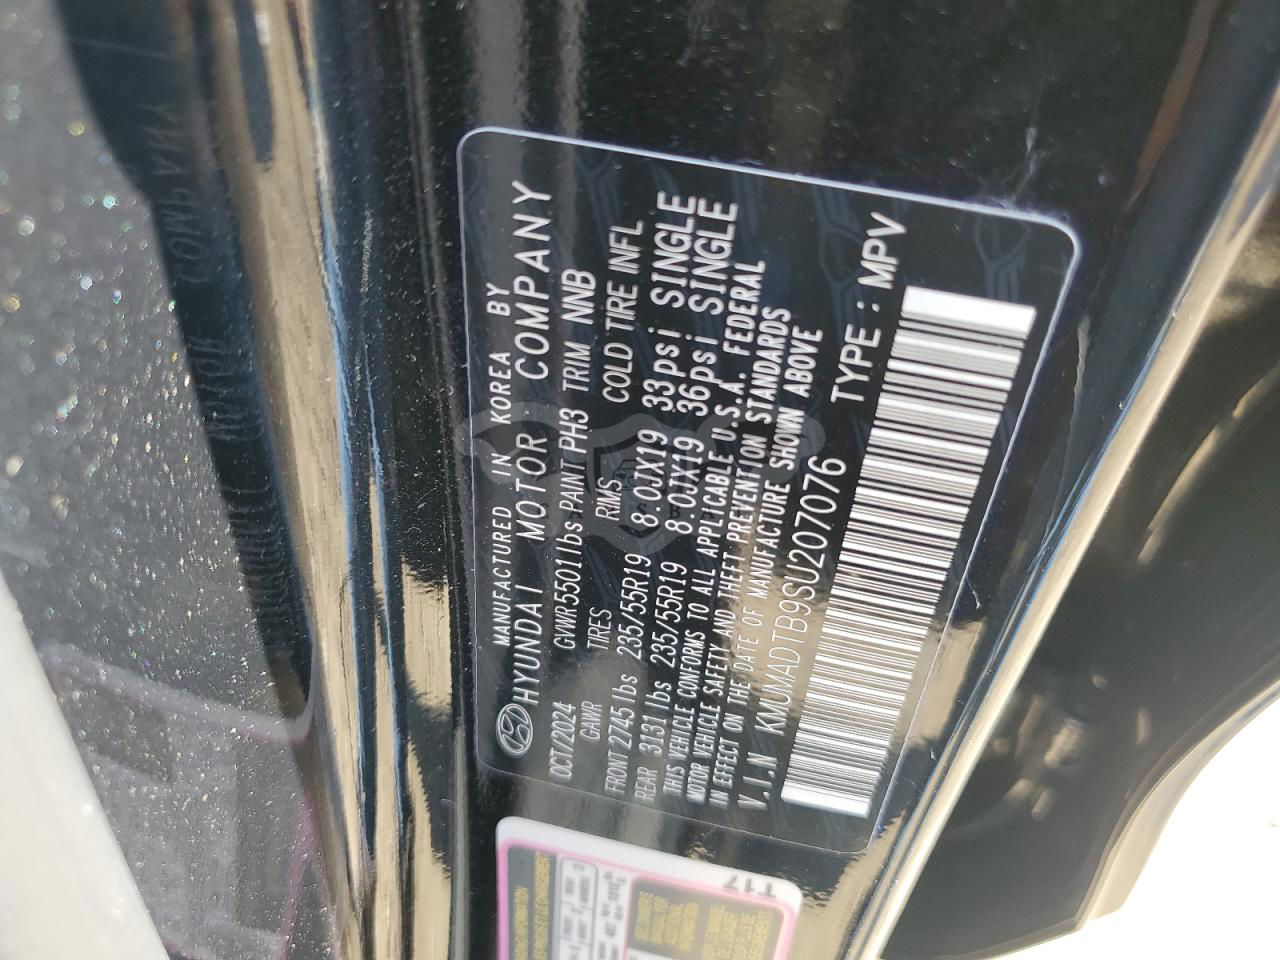 MANUFACTURED IN KOREA BY
HYUNDAI MOTOR COMPANY
OCT/2024 GVWR 5501lbs PAINT PH3 TRIM NNB
GAWR TIRES RIMS COLD TIRE INFL
FRONT 2745 lbs 235/55R19 8.0JX19 33psi SINGLE
REAR 3131 lbs 235/55R19 8.0JX19 36psi SINGLE
THIS VEHICLE CONFORMS TO ALL APPLICABLE U.S.A. FEDERAL
MOTOR VEHICLE SAFETY AND THEFT PREVENTION STANDARDS
IN EFFECT ON THE DATE OF MANUFACTURE SHOWN ABOVE
V.I.N KMUMADTB9SU207076 TYPE : MPV
T17